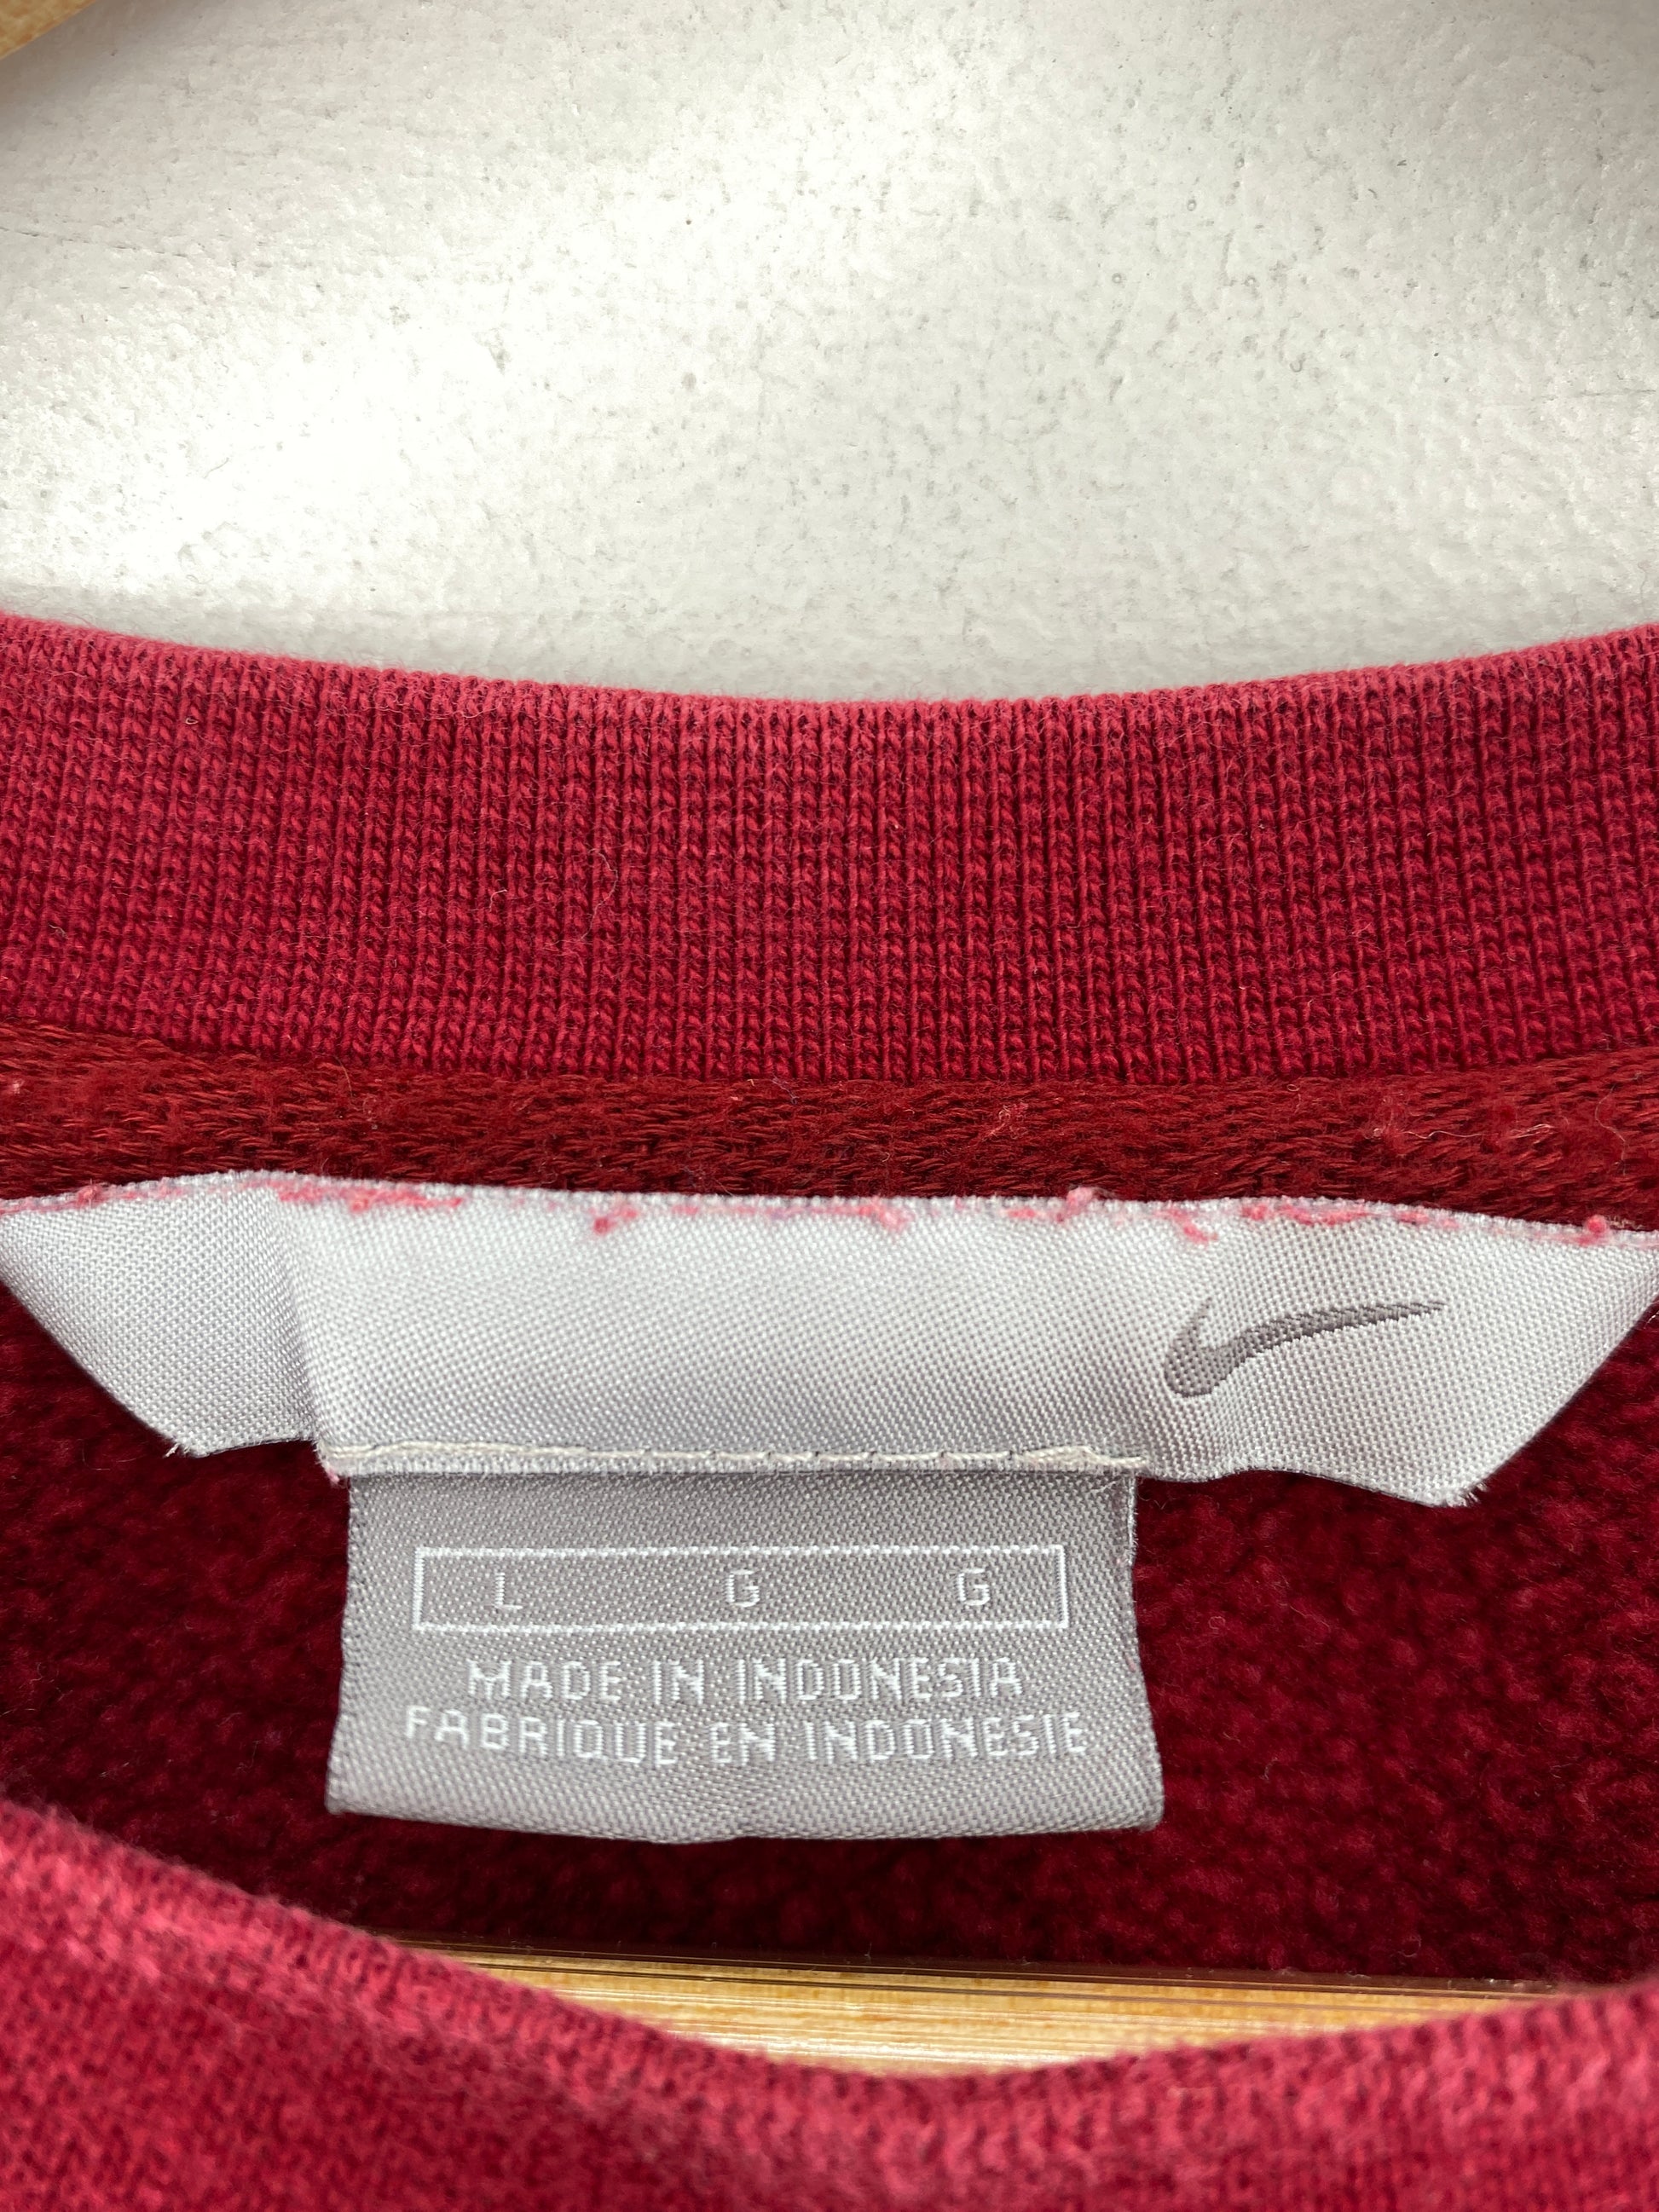 L G G
MADE IN INDONESIA
FABRIQUE EN INDONESIE